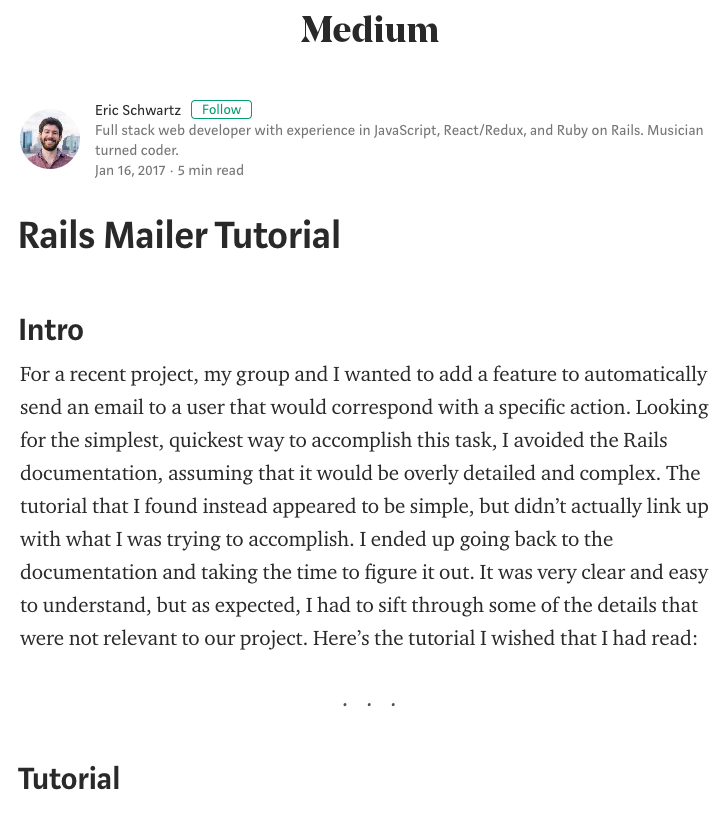 Medium
Eric Schwartz Follow
Full stack web developer with experience in JavaScript, React/Redux, and Ruby on Rails. Musician
turned coder.
Jan 16, 2017 · 5 min read
Rails Mailer Tutorial
Intro
For a recent project, my group and I wanted to add a feature to automatically
send an email to a user that would correspond with a specific action. Looking
for the simplest, quickest way to accomplish this task, I avoided the Rails
documentation, assuming that it would be overly detailed and complex. The
tutorial that I found instead appeared to be simple, but didn’t actually link up
with what I was trying to accomplish. I ended up going back to the
documentation and taking the time to figure it out. It was very clear and easy
to understand, but as expected, I had to sift through some of the details that
were not relevant to our project. Here’s the tutorial I wished that I had read:
. . .
Tutorial